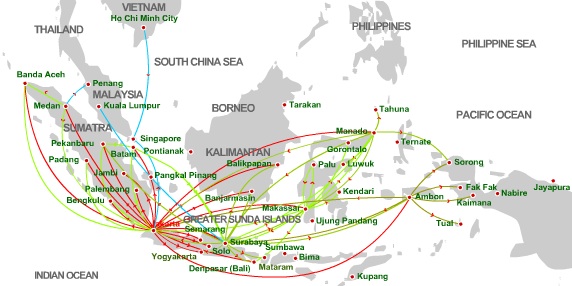 VIETNAM
Ho Chi Minh City
THAILAND
PHILIPPINES
PHILIPPINE SEA
SOUTH CHINA SEA
Banda Aceh
Penang
MALAYSIA
Medan
Kuala Lumpur
BORNEO
Tarakan
Tahuna
PACIFIC OCEAN
SUMATRA
Manado
Pekanbaru
Singapore
Ternate
Batam
Pontianak
KALIMANTAN
Gorontalo
Padang
Balikpapan
Palu
Luwuk
Sorong
Jambi
Pangkal Pinang
Palembang
Banjarmasin
Kendari
Fak Fak
Jayapura
Bengkulu
Makassar
Ambon
Nabire
Kaimana
GREATER SUNDA ISLANDS
Ujung Pandang
Tual
Semarang
Surabaya
Solo
Sumbawa
Yogyakarta
Bima
Denpasar (Bali)
Mataram
INDIAN OCEAN
Kupang